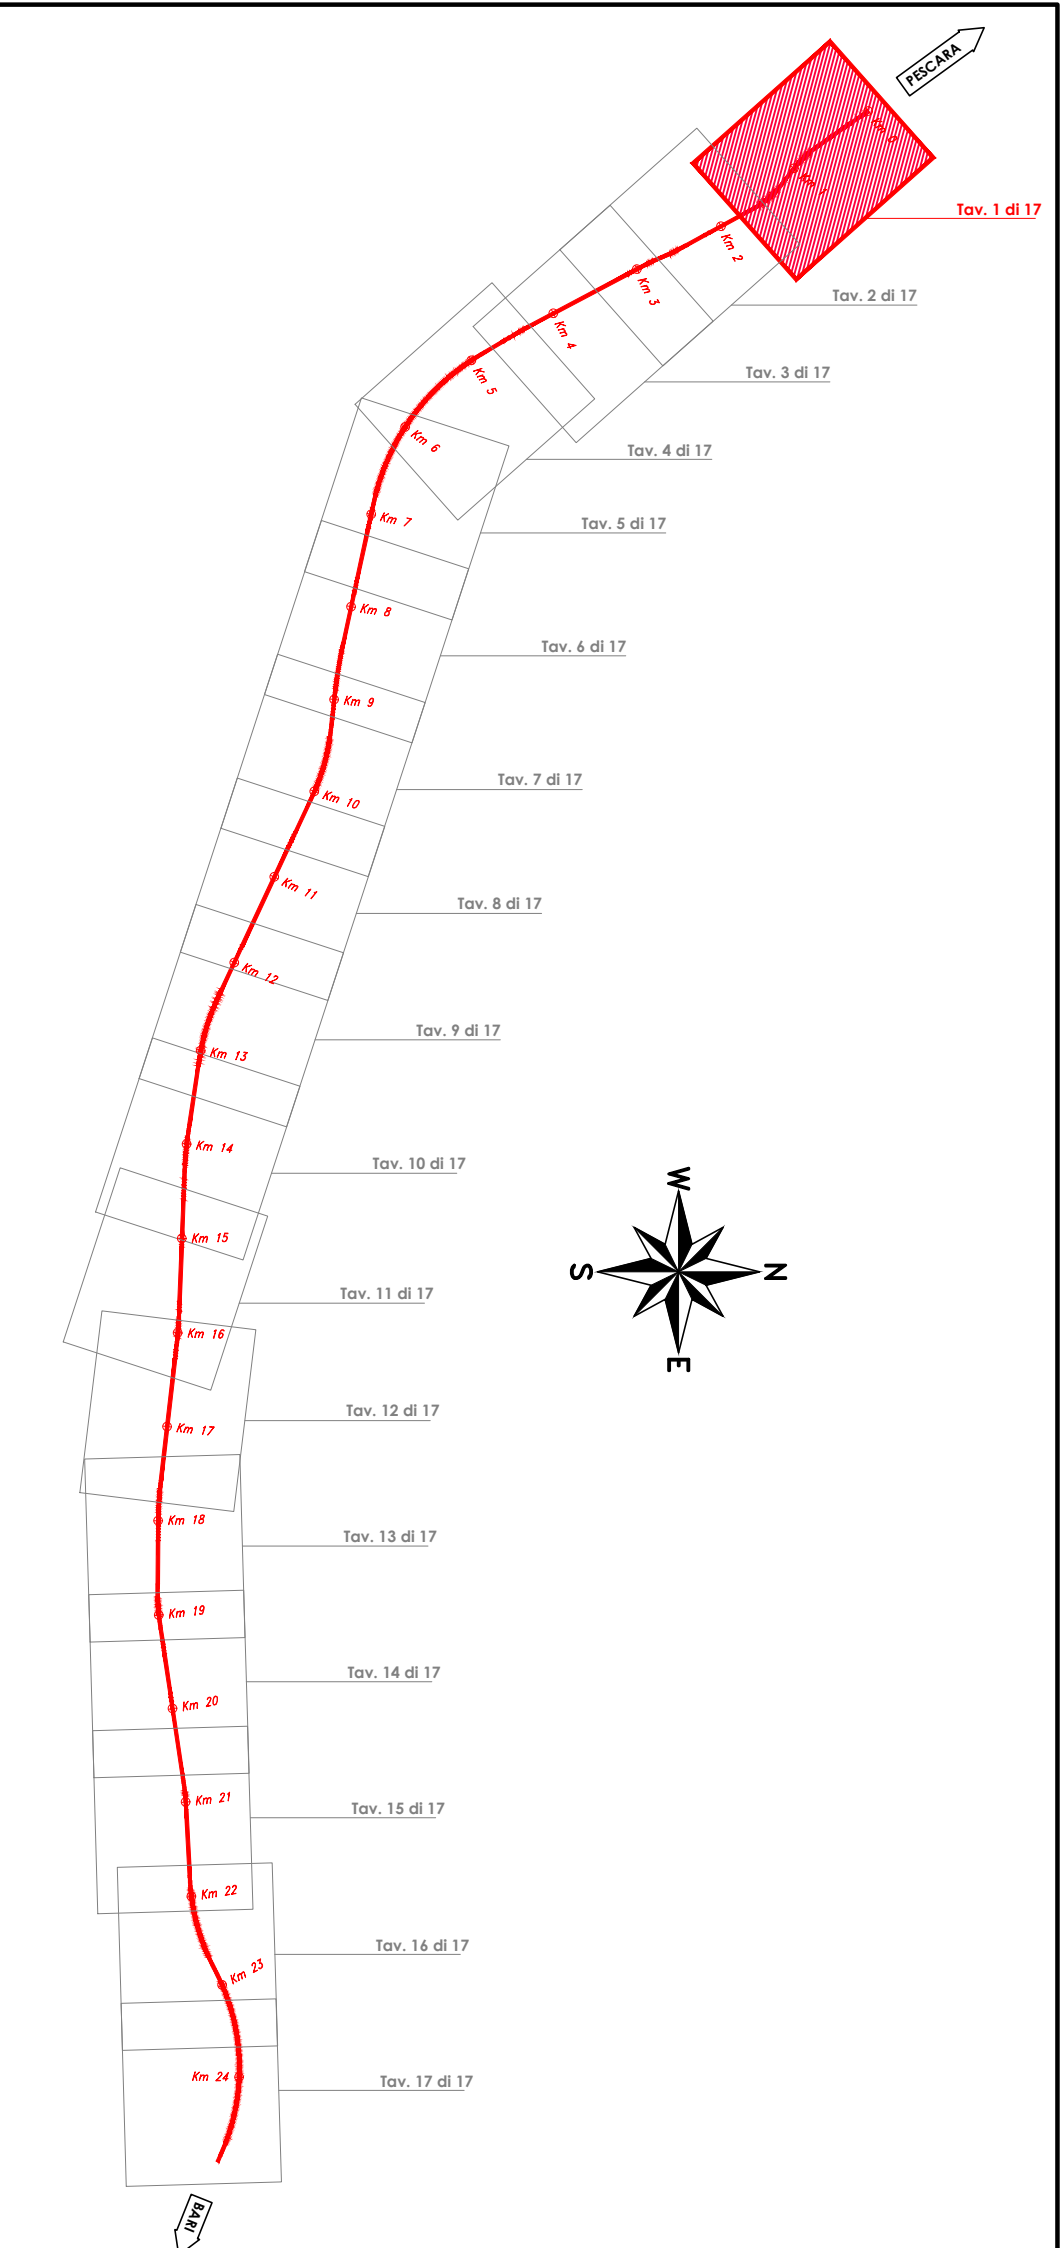 PESCARA
Km 0
Km 1
Tav. 1 di 17
Km 2
Km 3
Tav. 2 di 17
Km 4
Km 5
Tav. 3 di 17
Km 6
Tav. 4 di 17
Km 7
Tav. 5 di 17
Km 8
Tav. 6 di 17
Km 9
Tav. 7 di 17
Km 10
Km 11
Tav. 8 di 17
Km 12
Tav. 9 di 17
Km 13
Km 14
Tav. 10 di 17
W
Km 15
S
N
Tav. 11 di 17
Km 16
E
Tav. 12 di 17
Km 17
Km 18
Tav. 13 di 17
Km 19
Tav. 14 di 17
Km 20
Km 21
Tav. 15 di 17
Km 22
Tav. 16 di 17
Km 23
Km 24
Tav. 17 di 17
BARI